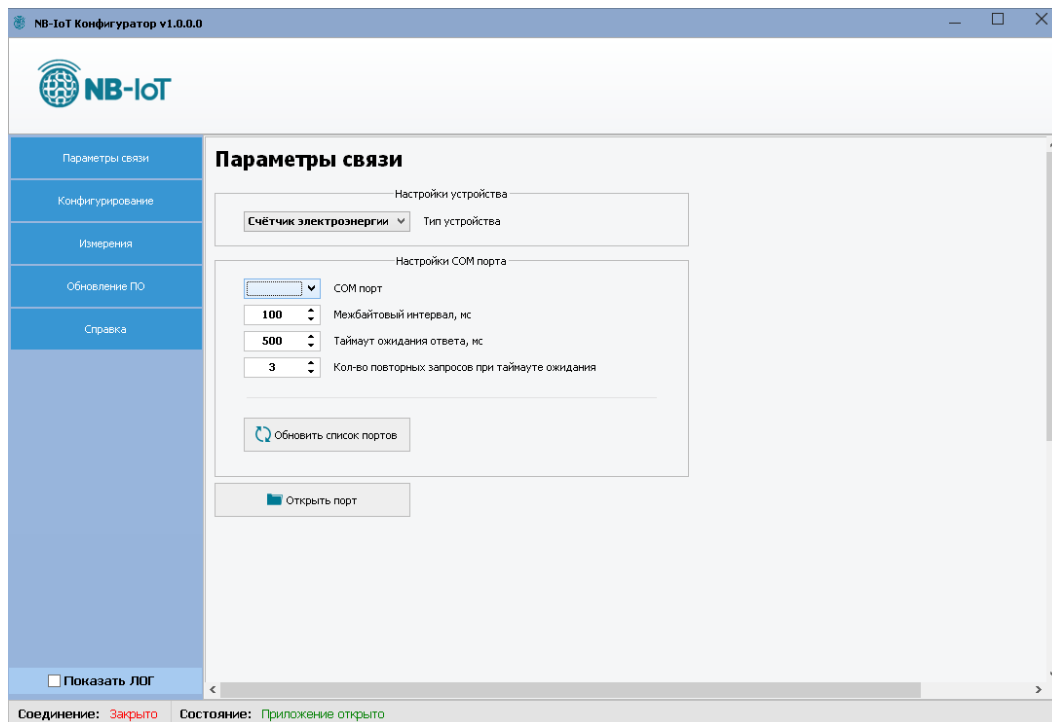 NB-IoT Конфигуратор v1.0.0.0
NB-IoT
Параметры связи
Конфигурирование
Измерения
Обновление ПО
Справка
Показать ЛОГ
Параметры связи
Настройки устройства
Счётчик электроэнергии Тип устройства
Настройки COM порта
COM порт
100 Межбайтовый интервал, мс
500 Таймаут ожидания ответа, мс
3 Кол-во повторных запросов при таймауте ожидания
Обновить список портов
Открыть порт
Соединение: Закрыто Состояние: Приложение открыто